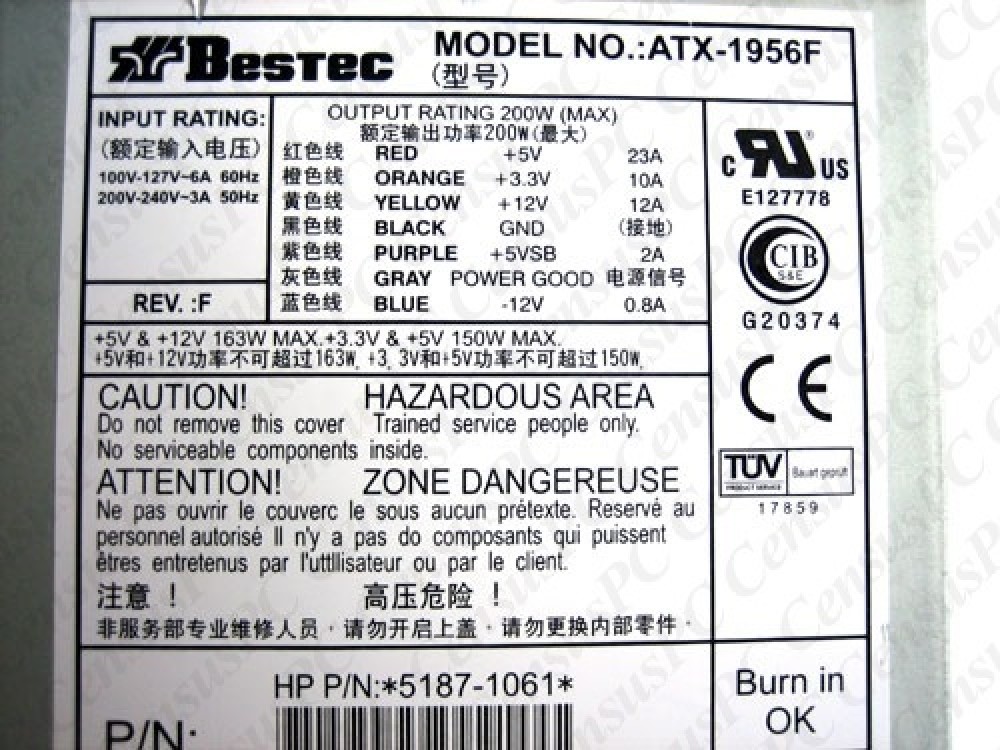 BESTEC MODEL NO.:ATX-1956F
(型号)
INPUT RATING:
(额定输入电压)
100V-127V~6A 60Hz
200V-240V~3A 50Hz
REV. :F
OUTPUT RATING 200W (MAX)
额定输出功率200W(最大)
红色线 RED +5V 23A
橙色线 ORANGE +3.3V 10A
黄色线 YELLOW +12V 12A
黑色线 BLACK GND (接地)
紫色线 PURPLE +5VSB 2A
灰色线 GRAY POWER GOOD 电源信号
蓝色线 BLUE -12V 0.8A
+5V & +12V 163W MAX.+3.3V & +5V 150W MAX.
+5V和+12V功率不可超过163W, +3.3V和+5V功率不可超过150W,
CAUTION! HAZARDOUS AREA
Do not remove this cover Trained service people only.
No serviceable components inside.
ATTENTION! ZONE DANGEREUSE
Ne pas ouvrir le couverc le sous aucun prétexte. Reservé au
personnel autorisé Il n'y a pas do composants qui puissent
êtres entretenus par l'uttllisateur ou par le client.
注意！ 高压危险！
非服务部专业维修人员·请勿开启上盖·请勿更换内部零件·
C RU ® US
E127778
CIB
S&E
G20374
CE
TÜV Bauart geprüft
PRODUCT SERVICE
17859
HP P/N:*5187-1061*
P/N:
Burn in
OK
CensusPC